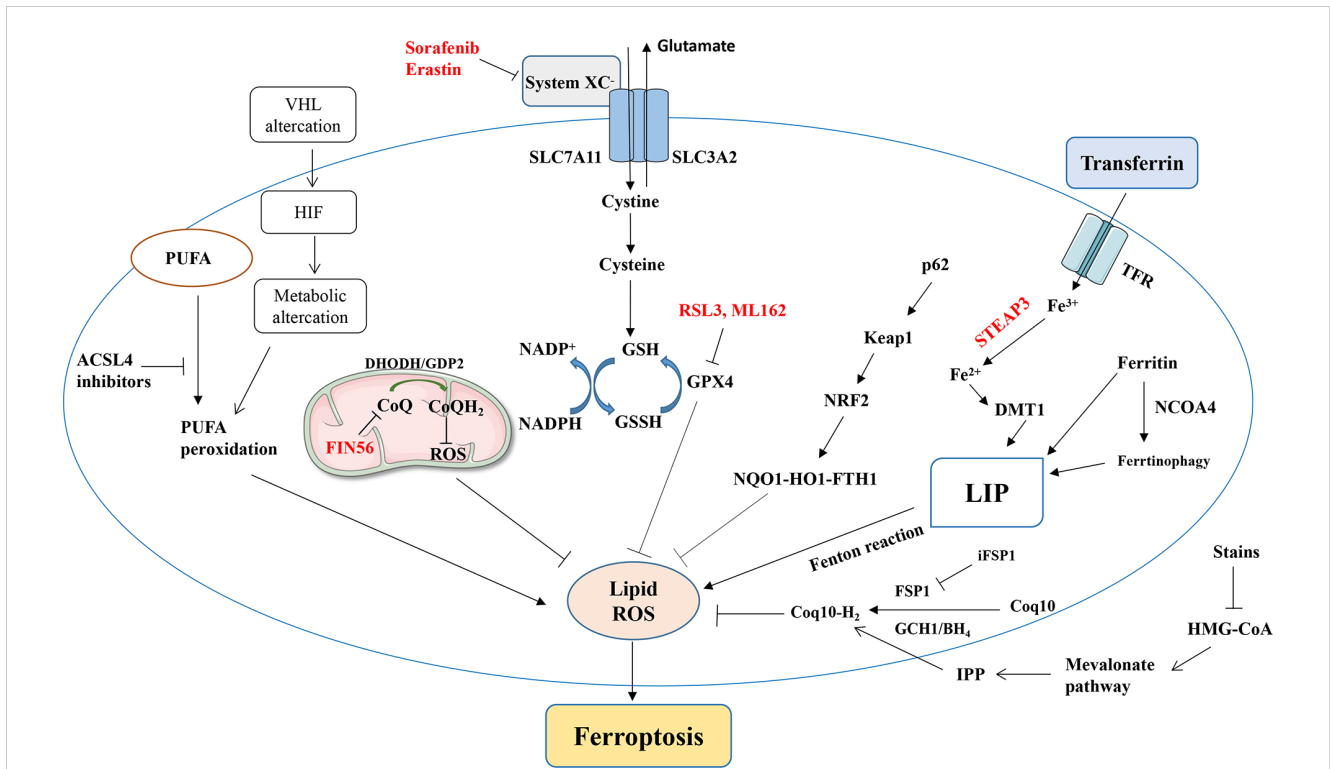 Sorafenib
Erastin
Glutamate
System XC-
VHL
altercation
SLC7A11
SLC3A2
Transferrin
Cystine
HIF
PUFA
Cysteine
p62
TFR
Metabolic
altercation
RSL3, ML162
STEAP3
Fe3+
Keap1
NADP+
GSH
ACSL4
inhibitors
DHODH/GDP2
GPX4
Fe2+
Ferritin
CoQ
CoQH2
NRF2
DMT1
NCOA4
NADPH
GSSH
PUFA
peroxidation
FIN56
ROS
NQO1-HO1-FTH1
Ferrtinophagy
LIP
Fenton reaction
iFSP1
Stains
Lipid
ROS
FSP1
Coq10-H2
Coq10
GCH1/BH4
HMG-CoA
IPP
Mevalonate
pathway
Ferroptosis